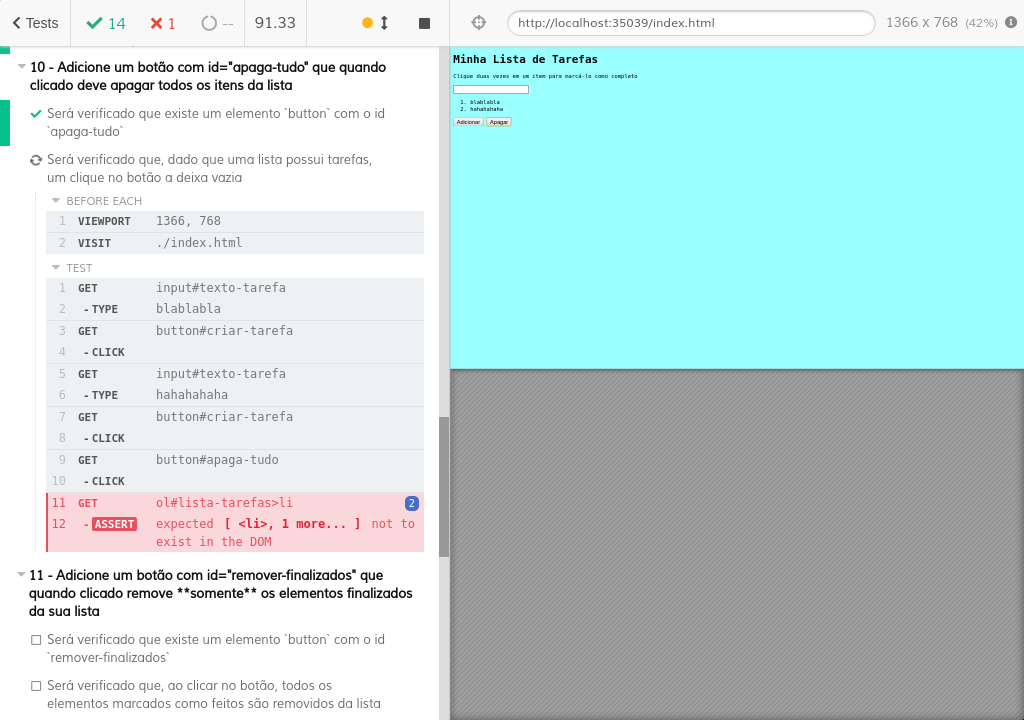 Tests
14
1
--
91.33
http://localhost:35039/index.html
1366 x 768 (42%)
10 - Adicione um botão com id="apaga-tudo" que quando
clicado deve apagar todos os itens da lista
Será verificado que existe um elemento `button` com o id
`apaga-tudo`
Será verificado que, dado que uma lista possui tarefas,
um clique no botão a deixa vazia
BEFORE EACH
1 VIEWPORT 1366, 768
2 VISIT ./index.html
TEST
1 GET input#texto-tarefa
2 -TYPE blablabla
3 GET button#criar-tarefa
4 -CLICK
5 GET input#texto-tarefa
6 -TYPE hahahahaha
7 GET button#criar-tarefa
8 -CLICK
9 GET button#apaga-tudo
10 -CLICK
11 GET ol#lista-tarefas>li 2
12 -ASSERT expected [ <li>, 1 more... ] not to
exist in the DOM
11 - Adicione um botão com id="remover-finalizados" que
quando clicado remove **somente** os elementos finalizados
da sua lista
Será verificado que existe um elemento `button` com o id
`remover-finalizados`
Será verificado que, ao clicar no botão, todos os
elementos marcados como feitos são removidos da lista
Minha Lista de Tarefas
Clique duas vezes em um item para marcá-lo como completo
1. blablabla
2. hahahahaha
Adicionar Apagar